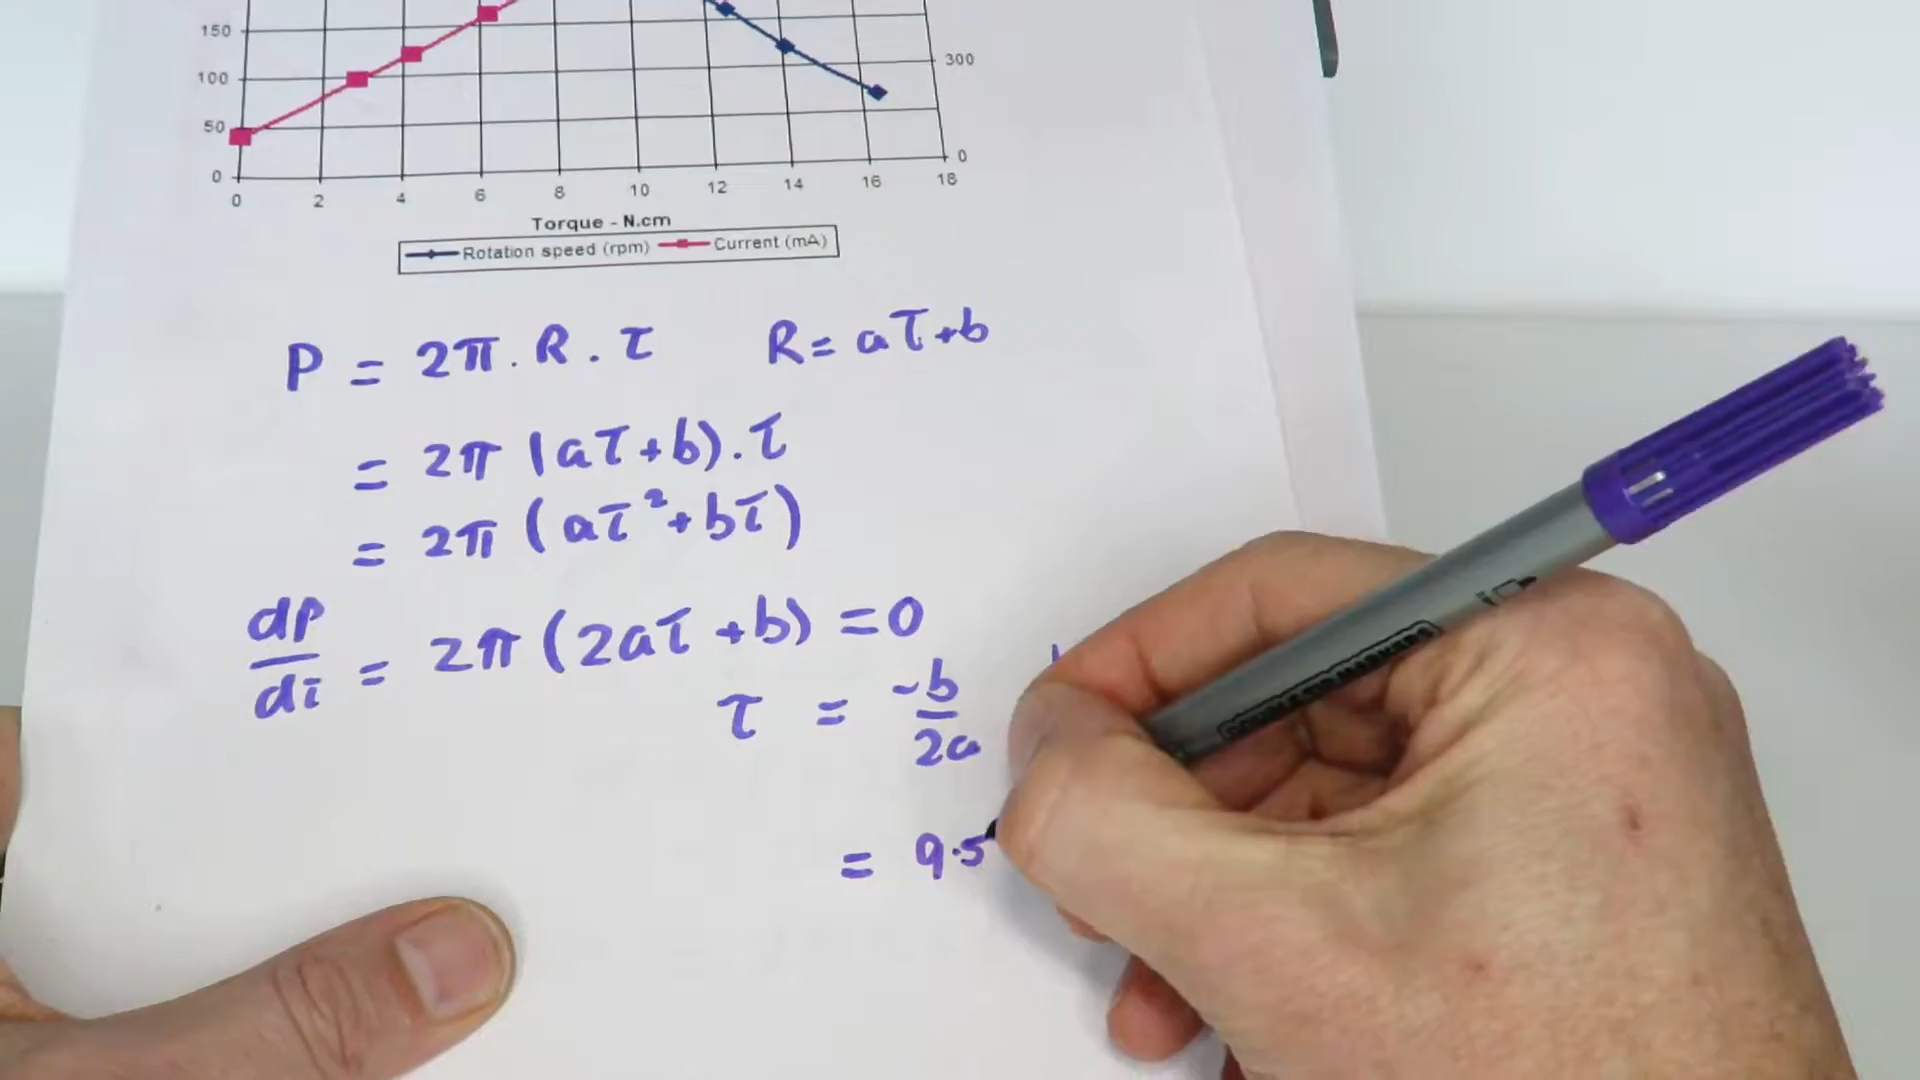 150
100
50
0
300
0
0 2 4 6 8 10 12 14 16 18
Torque - N.cm
Rotation speed (rpm) Current (mA)
P = 2π . R . τ R = aτ+b
= 2π (aτ+b) . τ
= 2π (aτ²+bτ)
dP/dτ = 2π (2aτ +b) = 0
τ = -b/2a
= 9.5